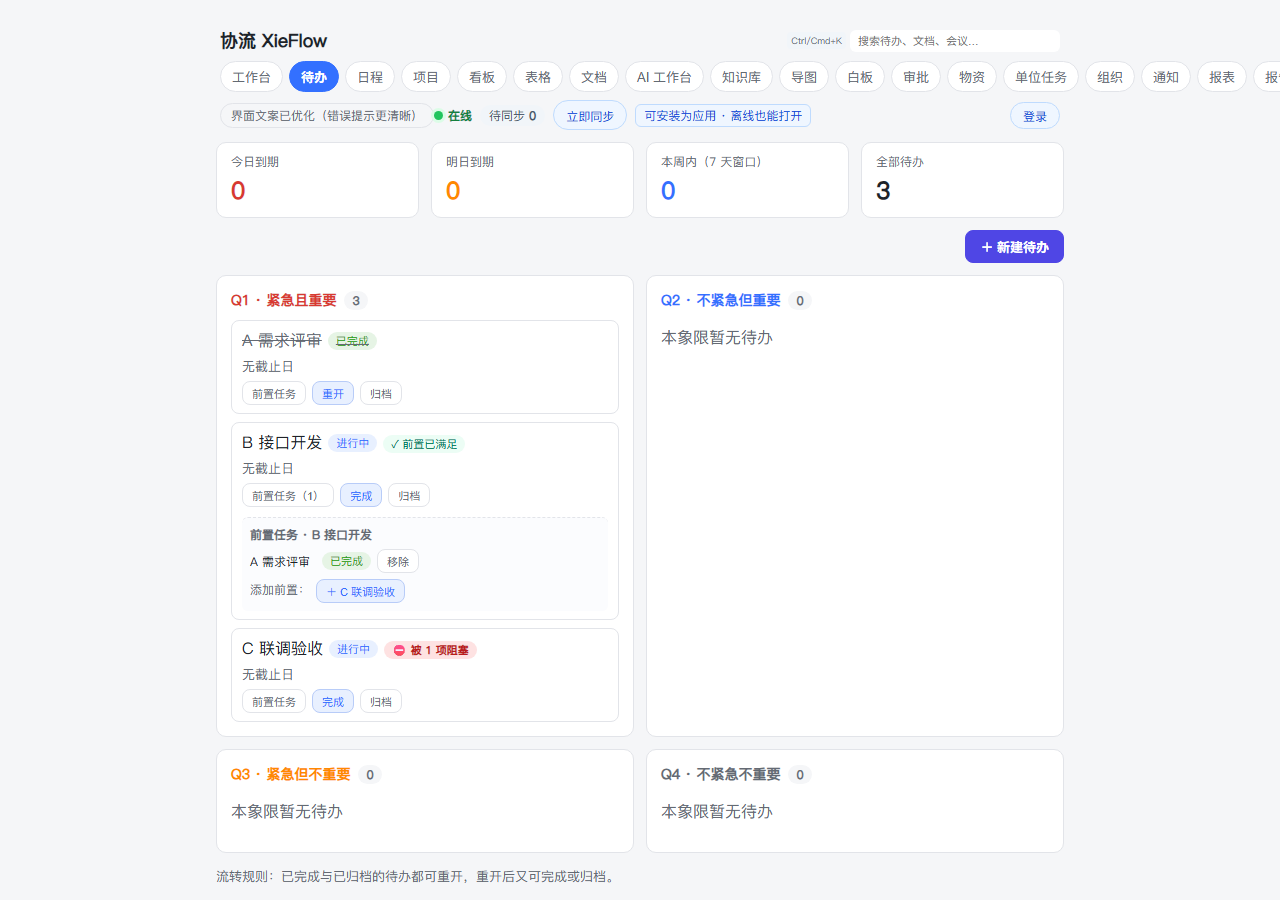 协流 XieFlow
Ctrl/Cmd+K 搜索待办、文档、会议...
工作台 待办 日程 项目 看板 表格 文档 AI 工作台 知识库 导图 白板 审批 物资 单位任务 组织 通知 报表
界面文案已优化（错误提示更清晰） 在线 待同步 0 立即同步 可安装为应用 · 离线也能打开 登录
今日到期 明日到期 本周内（7 天窗口） 全部待办
0 0 0 3
＋ 新建待办
Q1 · 紧急且重要 3
A 需求评审 已完成
无截止日
前置任务 重开 归档
B 接口开发 进行中 ✓ 前置已满足
无截止日
前置任务（1） 完成 归档
前置任务 · B 接口开发
A 需求评审 已完成 移除
添加前置： ＋ C 联调验收
C 联调验收 进行中 ⛔ 被 1 项阻塞
无截止日
前置任务 完成 归档
Q2 · 不紧急但重要 0
本象限暂无待办
Q3 · 紧急但不重要 0
本象限暂无待办
Q4 · 不紧急不重要 0
本象限暂无待办
流转规则：已完成与已归档的待办都可重开，重开后又可完成或归档。